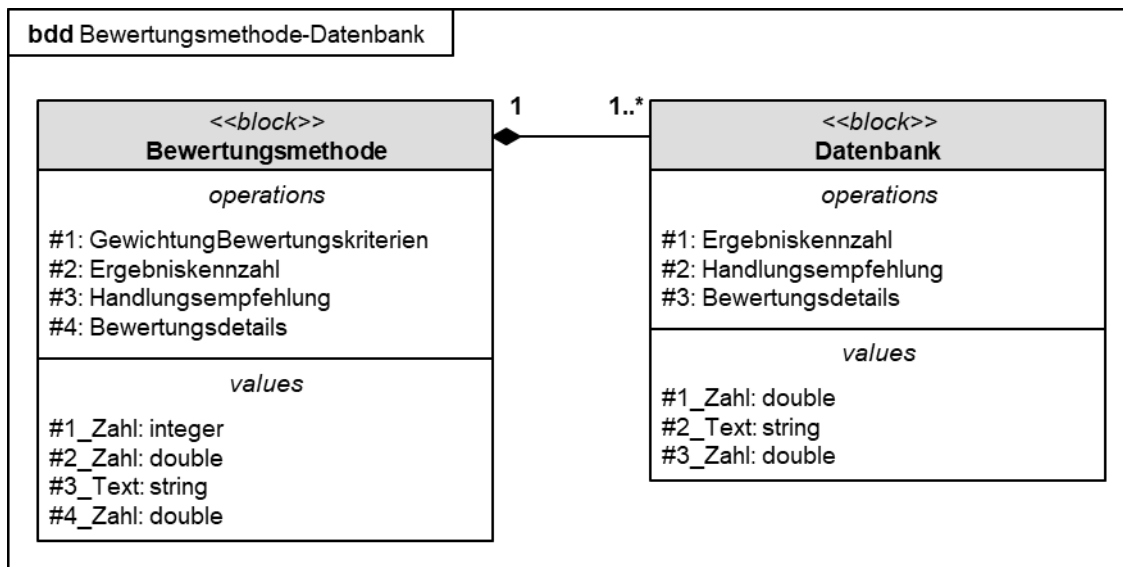 bdd Bewertungsmethode-Datenbank
<<block>>
Bewertungsmethode
operations
#1: GewichtungBewertungskriterien
#2: Ergebniskennzahl
#3: Handlungsempfehlung
#4: Bewertungsdetails
values
#1_Zahl: integer
#2_Zahl: double
#3_Text: string
#4_Zahl: double
1
1..*
<<block>>
Datenbank
operations
#1: Ergebniskennzahl
#2: Handlungsempfehlung
#3: Bewertungsdetails
values
#1_Zahl: double
#2_Text: string
#3_Zahl: double